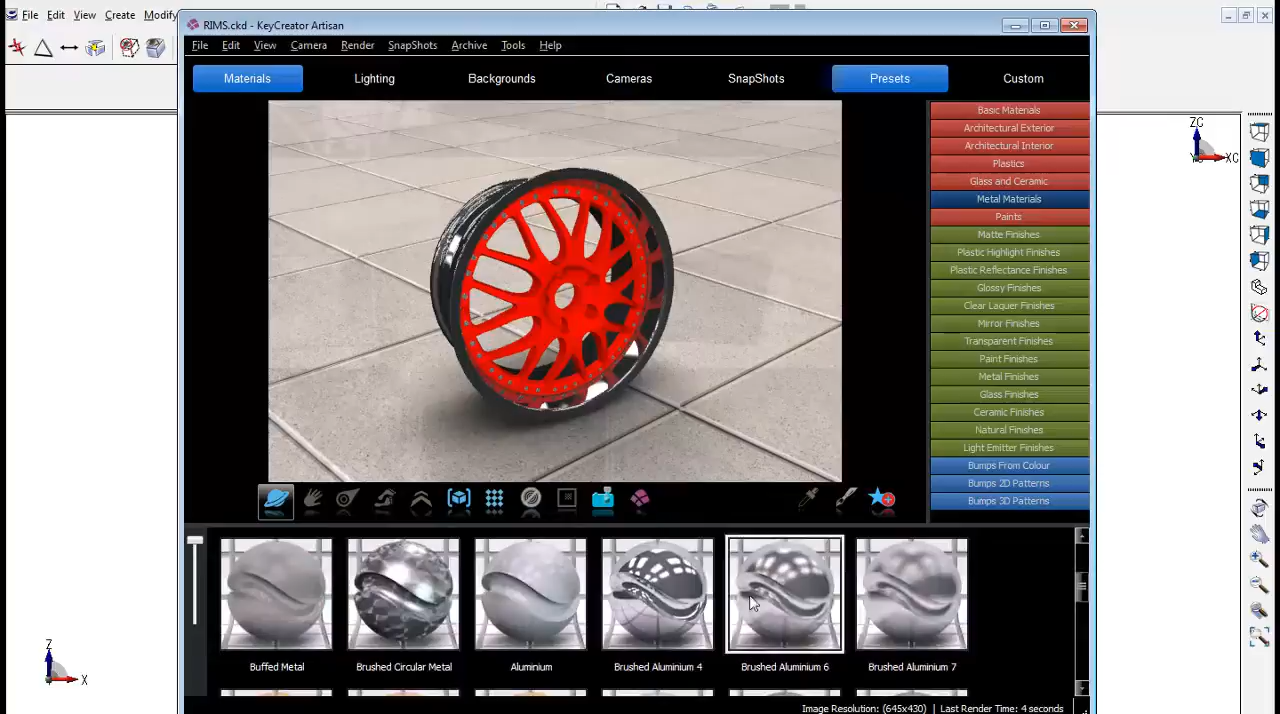 File Edit View Create Modify
RIMS.ckd - KeyCreator Artisan
File Edit View Camera Render SnapShots Archive Tools Help
Materials Lighting Backgrounds Cameras SnapShots Presets Custom
Basic Materials
Architectural Exterior
Architectural Interior
Plastics
Glass and Ceramic
Metal Materials
Paints
Matte Finishes
Plastic Highlight Finishes
Plastic Reflectance Finishes
Glossy Finishes
Clear Laquer Finishes
Mirror Finishes
Transparent Finishes
Paint Finishes
Metal Finishes
Glass Finishes
Ceramic Finishes
Natural Finishes
Light Emitter Finishes
Bumps From Colour
Bumps 2D Patterns
Bumps 3D Patterns
ZC
XC
Z
X
Buffed Metal Brushed Circular Metal Aluminium Brushed Aluminium 4 Brushed Aluminium 6 Brushed Aluminium 7
Image Resolution: (645x430) | Last Render Time: 4 seconds